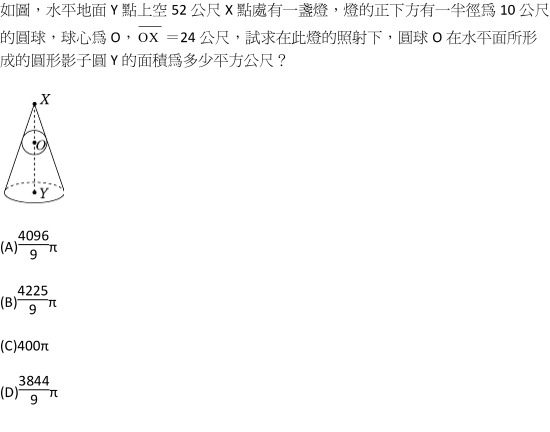 如圖，水平地面 Y 點上空 52 公尺 X 點處有一盞燈，燈的正下方有一半徑爲 10 公尺
的圓球，球心爲 O， $\overline{OX}$ =24 公尺，試求在此燈的照射下，圓球 O 在水平面所形
成的圓形影子圓 Y 的面積爲多少平方公尺？
X
O
Y
(A)$\frac{4096}{9}$π
(B)$\frac{4225}{9}$π
(C)400π
(D)$\frac{3844}{9}$π